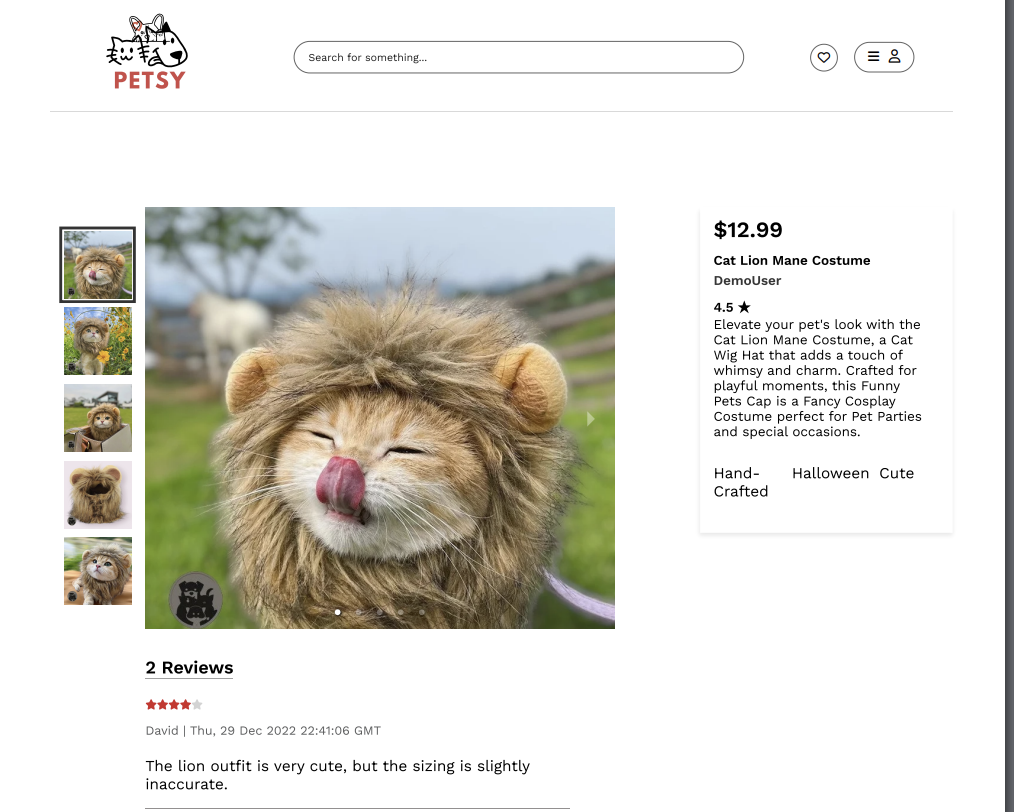 PETSY
Search for something...
$12.99
Cat Lion Mane Costume
DemoUser
4.5 ★
Elevate your pet's look with the
Cat Lion Mane Costume, a Cat
Wig Hat that adds a touch of
whimsy and charm. Crafted for
playful moments, this Funny
Pets Cap is a Fancy Cosplay
Costume perfect for Pet Parties
and special occasions.
Hand- Halloween Cute
Crafted
2 Reviews
David | Thu, 29 Dec 2022 22:41:06 GMT
The lion outfit is very cute, but the sizing is slightly
inaccurate.